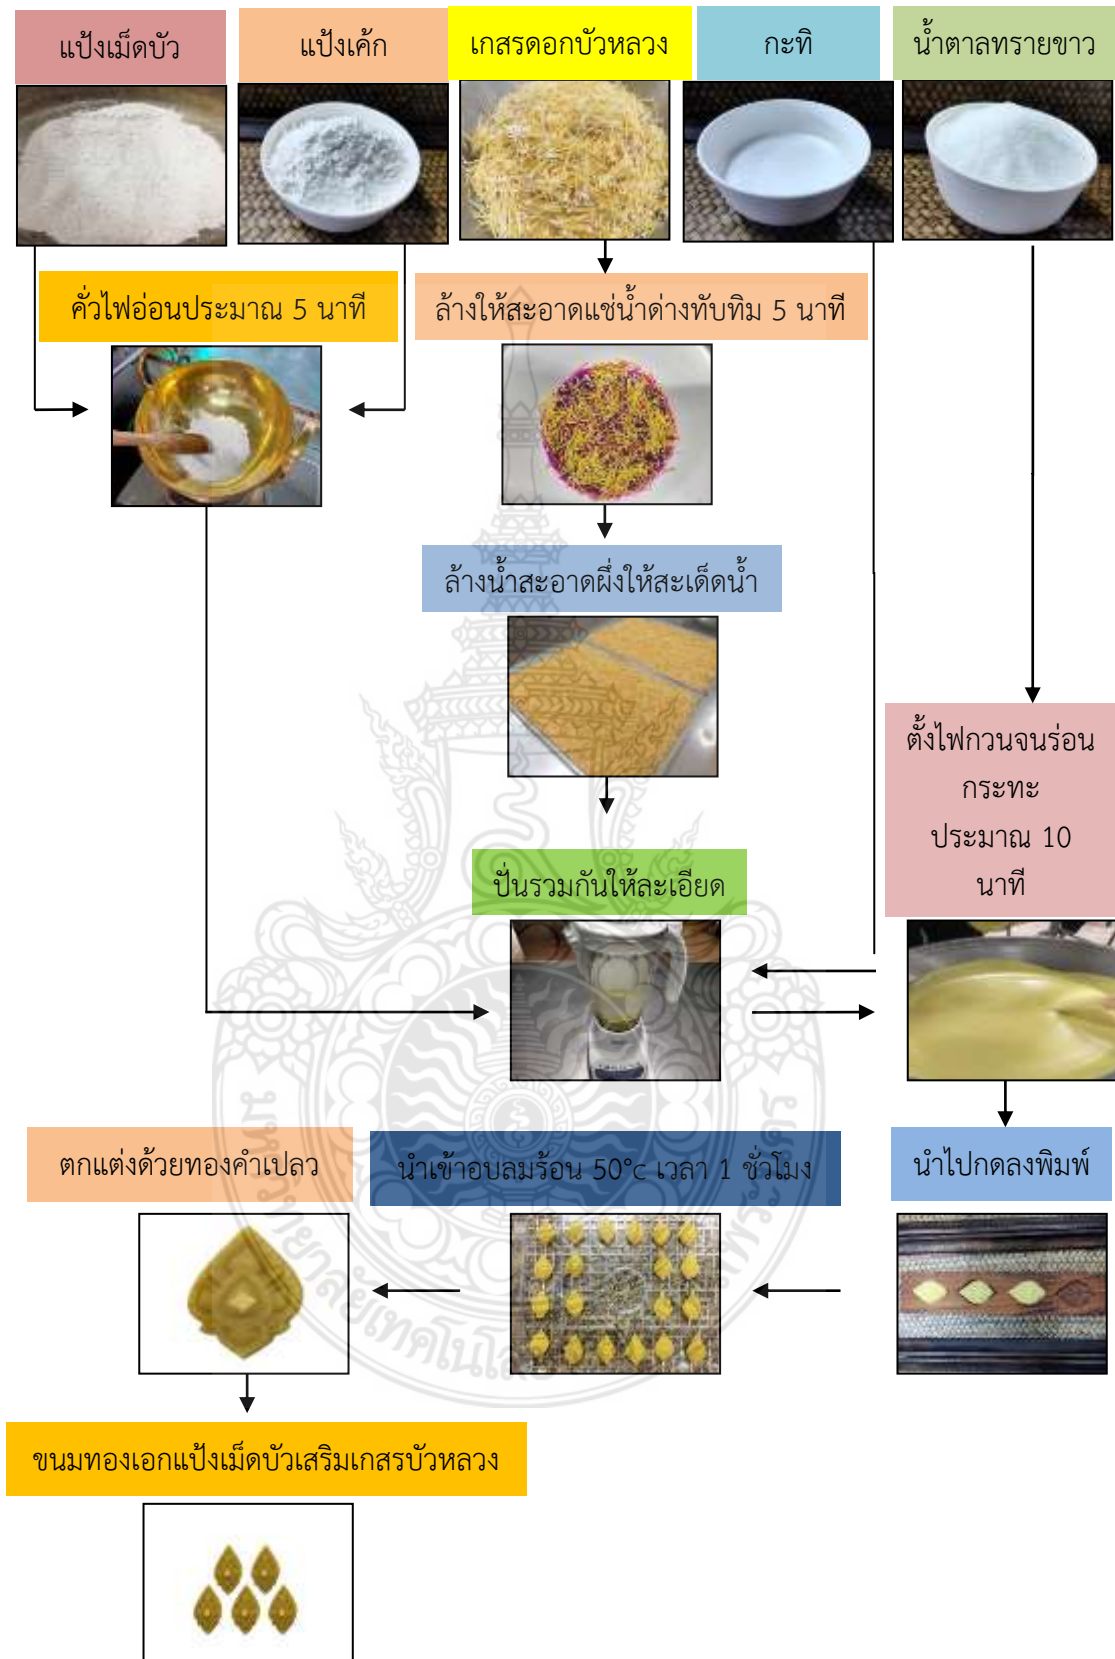 แป้งเม็ดบัว
แป้งเค้ก
เกสรดอกบัวหลวง
กะทิ
น้ำตาลทรายขาว
คั่วไฟอ่อนประมาณ 5 นาที
ล้างให้สะอาดแช่น้ำด่างทับทิม 5 นาที
ล้างน้ำสะอาดผึ่งให้สะเด็ดน้ำ
ตั้งไฟกวนจนร่อน
กระทะ
ประมาณ 10
นาที
ปั่นรวมกันให้ละเอียด
ตกแต่งด้วยทองคำเปลว
นำเข้าอบลมร้อน 50°c เวลา 1 ชั่วโมง
นำไปกดลงพิมพ์
ขนมทองเอกแป้งเม็ดบัวเสริมเกสรบัวหลวง